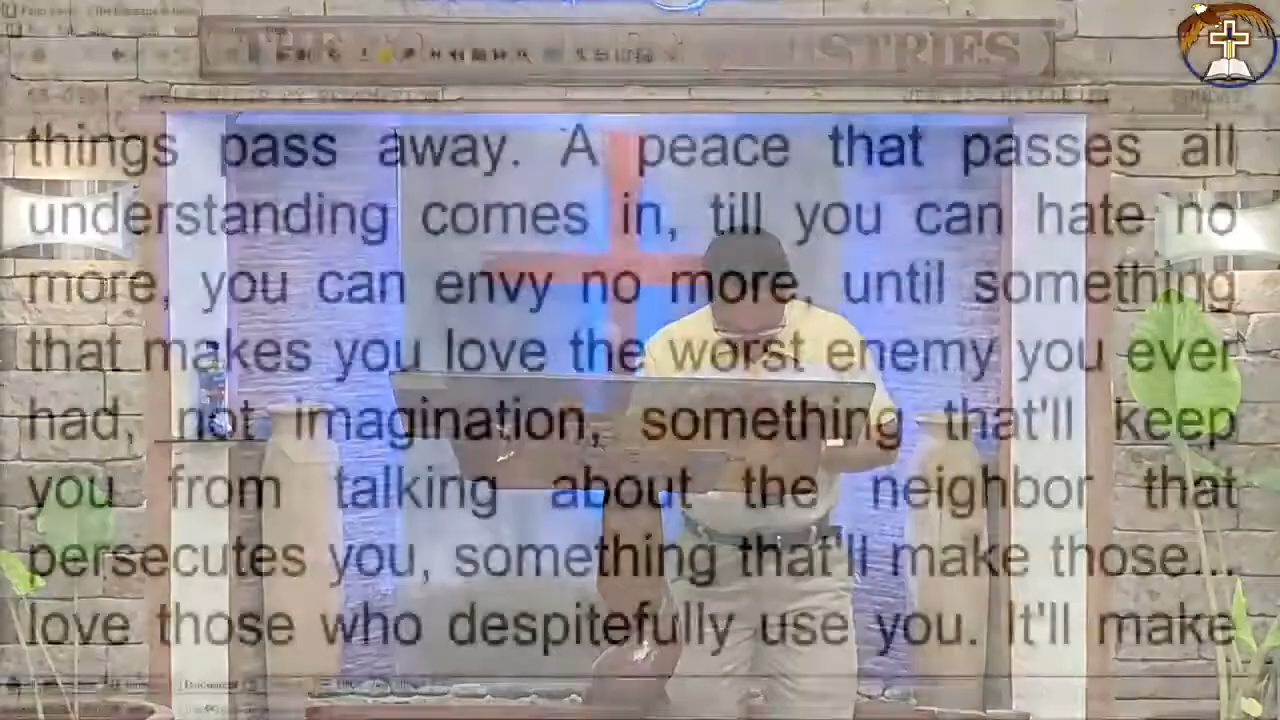 THE
USTRIES
things pass away. A peace that passes all
understanding comes in, till you can hate no
more, you can envy no more, until something
that makes you love the worst enemy you ever
had, not imagination, something that'll keep
you from talking about the neighbor that
persecutes you, something that'll make those...
love those who despitefully use you. It'll make
Document